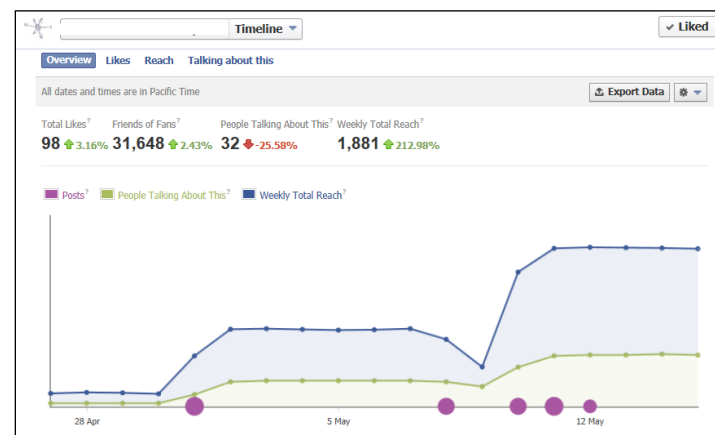 Timeline
Liked
Overview Likes Reach Talking about this
All dates and times are in Pacific Time
Export Data
Total Likes? Friends of Fans? People Talking About This? Weekly Total Reach?
98 3.16% 31,648 2.43% 32 -25.58% 1,881 212.98%
Posts? People Talking About This? Weekly Total Reach?
28 Apr 5 May 12 May